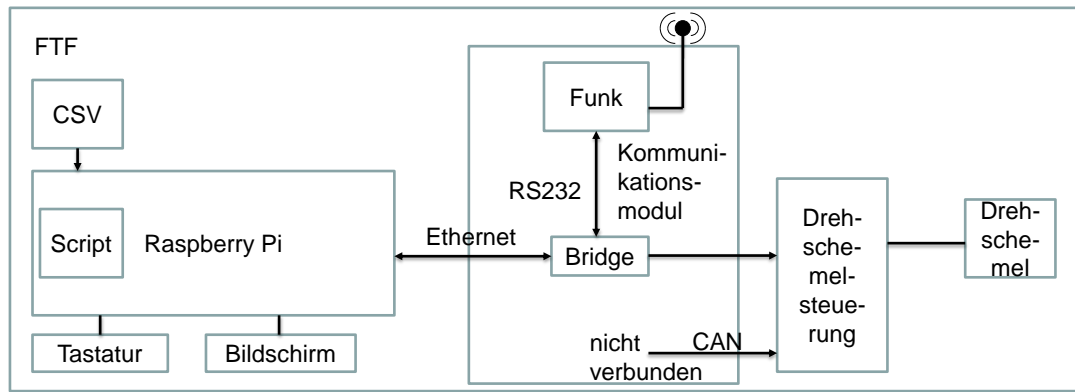 FTF
CSV
Script
Raspberry Pi
Tastatur
Bildschirm
Ethernet
Funk
RS232
Kommuni-
kations-
modul
Bridge
nicht
verbunden
CAN
Dreh-
sche-
mel-
steue-
rung
Dreh-
sche-
mel